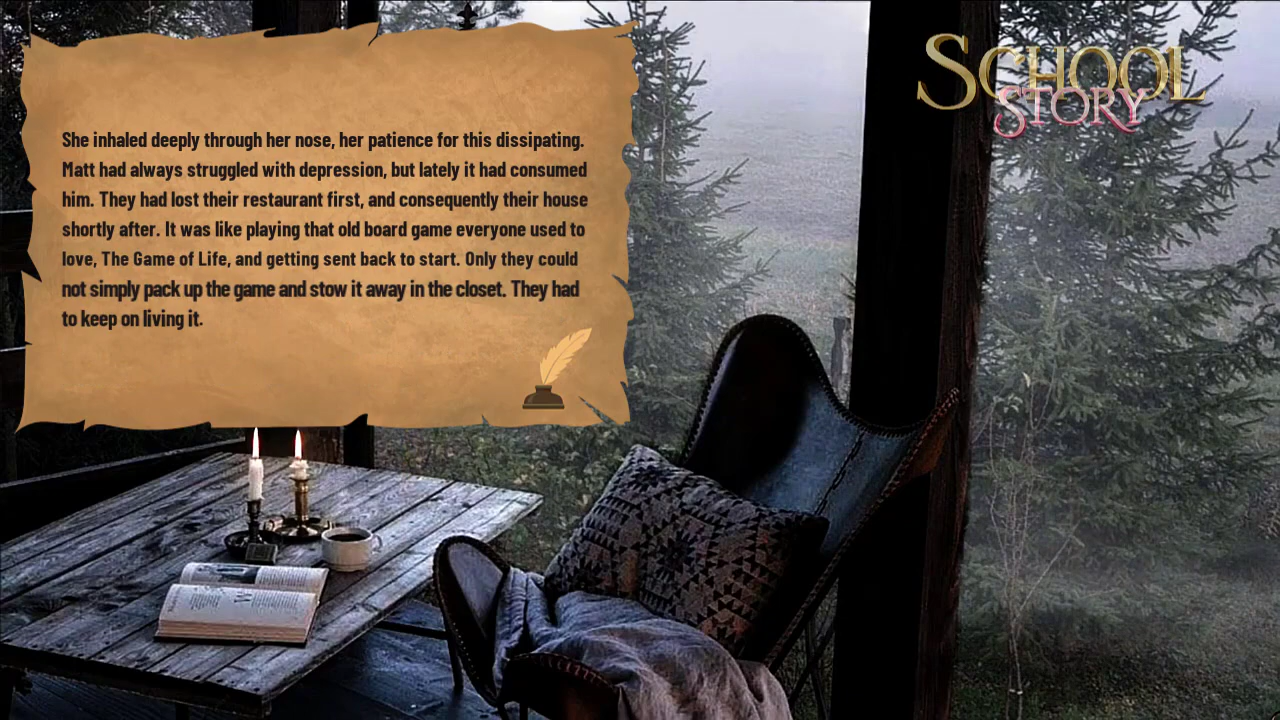 SCHOOL
STORY
She inhaled deeply through her nose, her patience for this dissipating.
Matt had always struggled with depression, but lately it had consumed
him. They had lost their restaurant first, and consequently their house
shortly after. It was like playing that old board game everyone used to
love, The Game of Life, and getting sent back to start. Only they could
not simply pack up the game and stow it away in the closet. They had
to keep on living it.